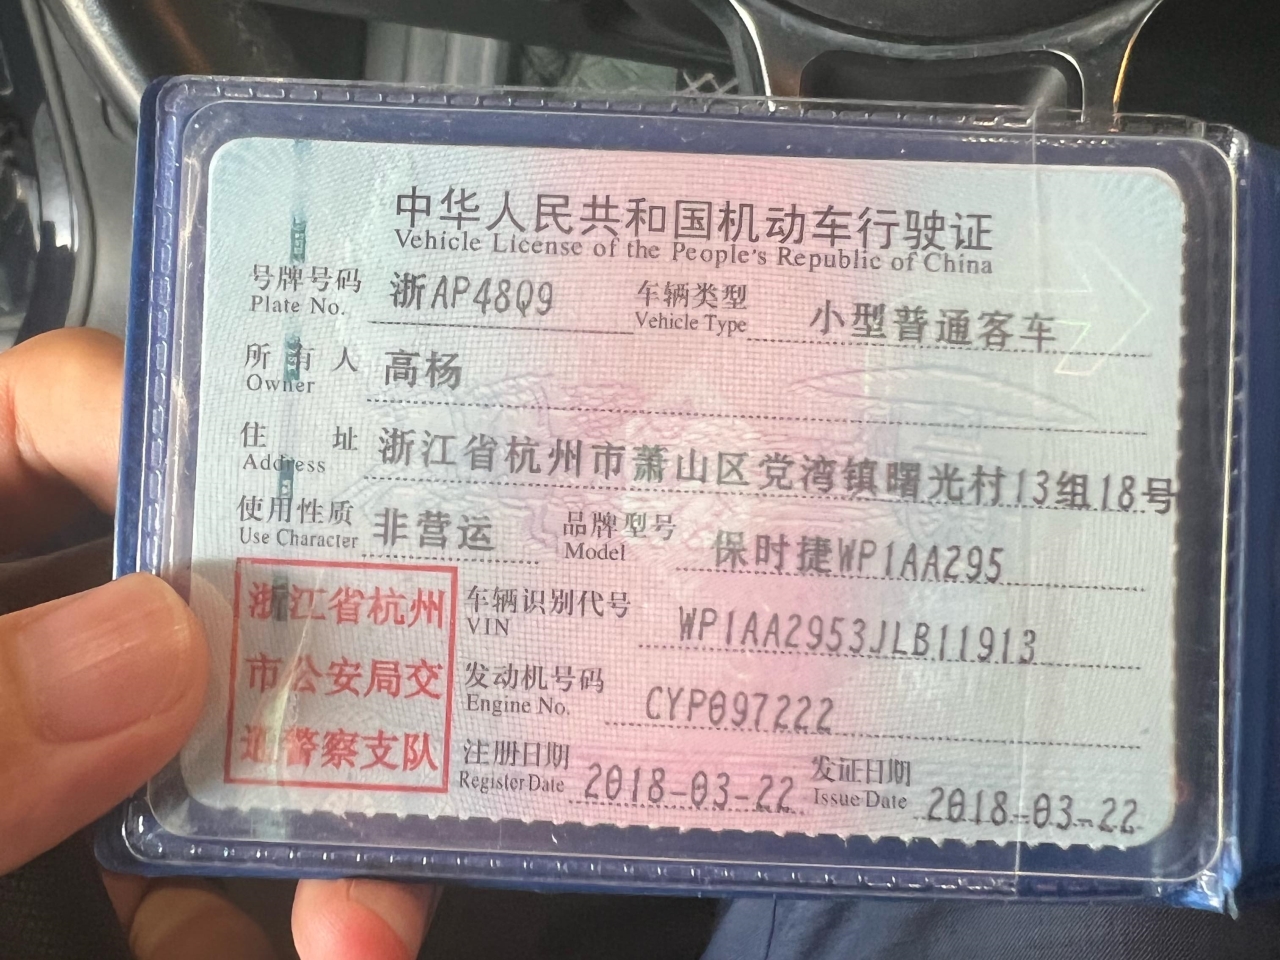 中华人民共和国机动车行驶证
Vehicle License of the People's Republic of China
号牌号码 浙AP48Q9 车辆类型 小型普通客车
Plate No. Vehicle Type
所有人 高杨
Owner
住址 浙江省杭州市萧山区党湾镇曙光村13组18号
Address
使用性质 非营运 品牌型号 保时捷WP1AA295
Use Character Model
浙江省杭州
市公安局交
通警察支队
车辆识别代号 WP1AA2953JLB11913
VIN
发动机号码 CYP097222
Engine No.
注册日期 2018-03-22 发证日期 2018-03-22
Register Date Issue Date